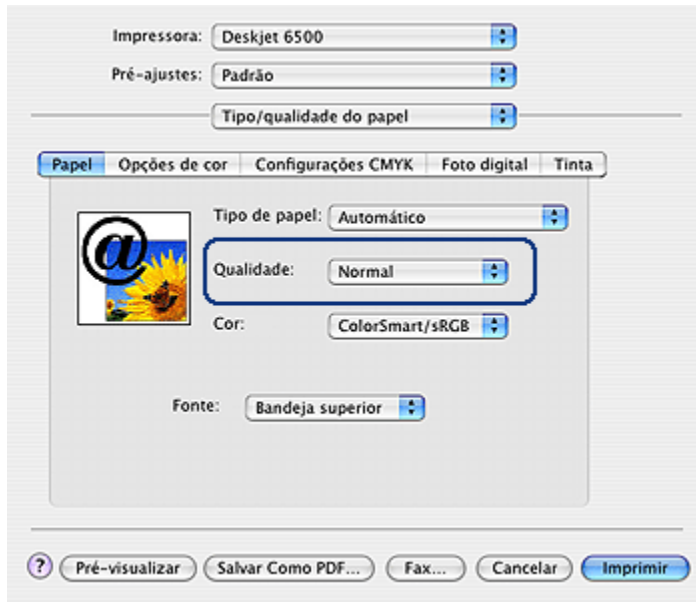 Impressora: Deskjet 6500
Pré-ajustes: Padrão
Tipo/qualidade do papel
Papel Opções de cor Configurações CMYK Foto digital Tinta
Tipo de papel: Automático
@
Qualidade: Normal
Cor: ColorSmart/sRGB
Fonte: Bandeja superior
? Pré-visualizar Salvar Como PDF... Fax... Cancelar Imprimir